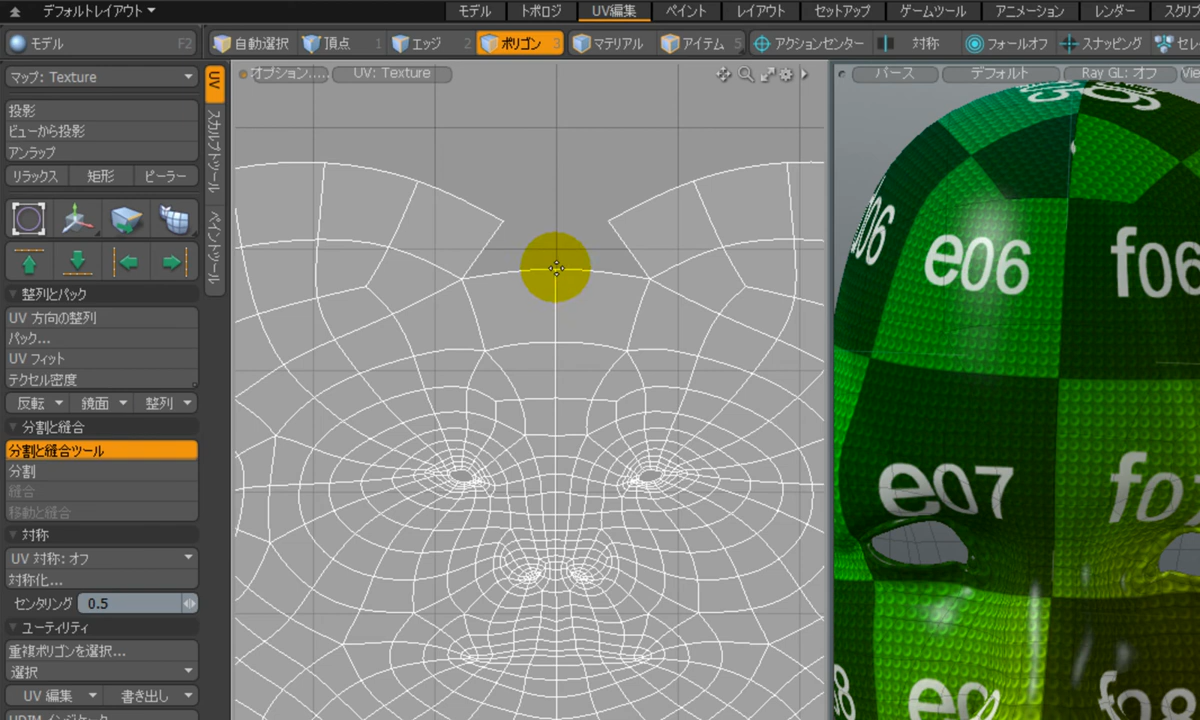 デフォルトレイアウト
モデル トポロジ UV編集 ペイント レイアウト セットアップ ゲームツール アニメーション レンダー スクリプ
モデル F2 自動選択 頂点 1 エッジ 2 ポリゴン 3 マテリアル アイテム 5 アクションセンター 対称 フォールオフ スナッピング セレ
マップ: Texture
UV
スカルプトツール
ペイントツール
オプション.... UV: Texture
パース デフォルト Ray GL: オフ Vie
投影
ビューから投影
アンラップ
リラックス 矩形 ピーラー
整列とパック
UV 方向の整列
パック...
UV フィット
テクセル密度
反転 鏡面 整列
分割と縫合
分割と縫合ツール
分割
縫合
移動と縫合
対称
UV 対称: オフ
対称化...
センタリング 0.5
ユーティリティ
重複ポリゴンを選択...
選択
UV 編集 書き出し
UDIM インジケータ
e06 f06
e07